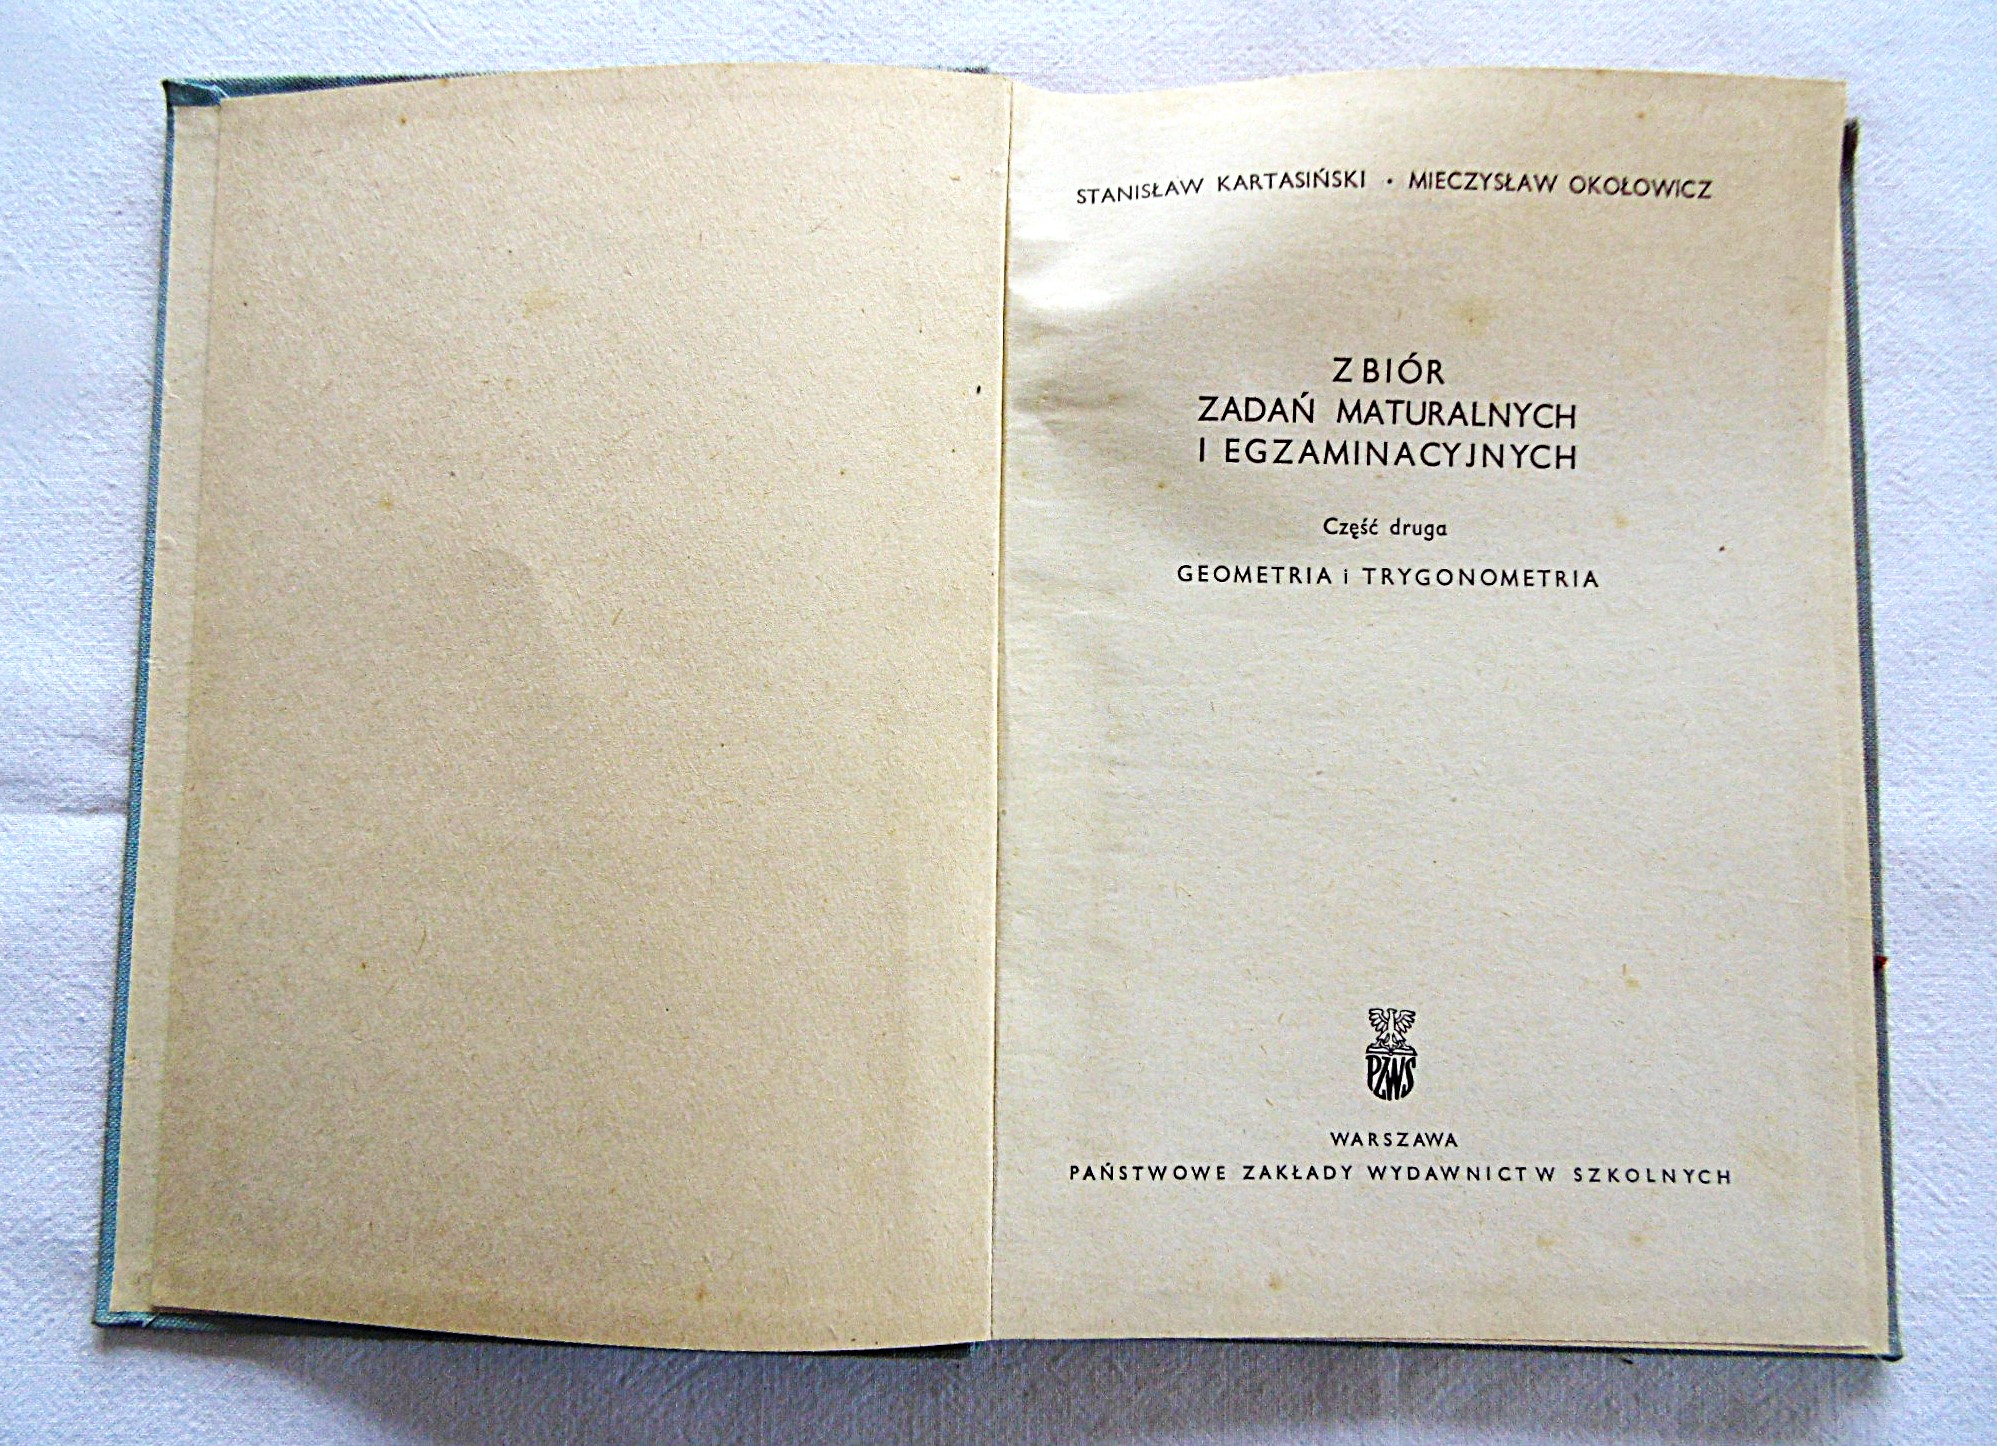 STANISŁAW KARTASIŃSKI • MIECZYSŁAW OKOŁOWICZ
ZBIÓR
ZADAŃ MATURALNYCH
I EGZAMINACYJNYCH
Część druga
GEOMETRIA i TRYGONOMETRIA
PZWS
WARSZAWA
PAŃSTWOWE ZAKŁADY WYDAWNICTW SZKOLNYCH